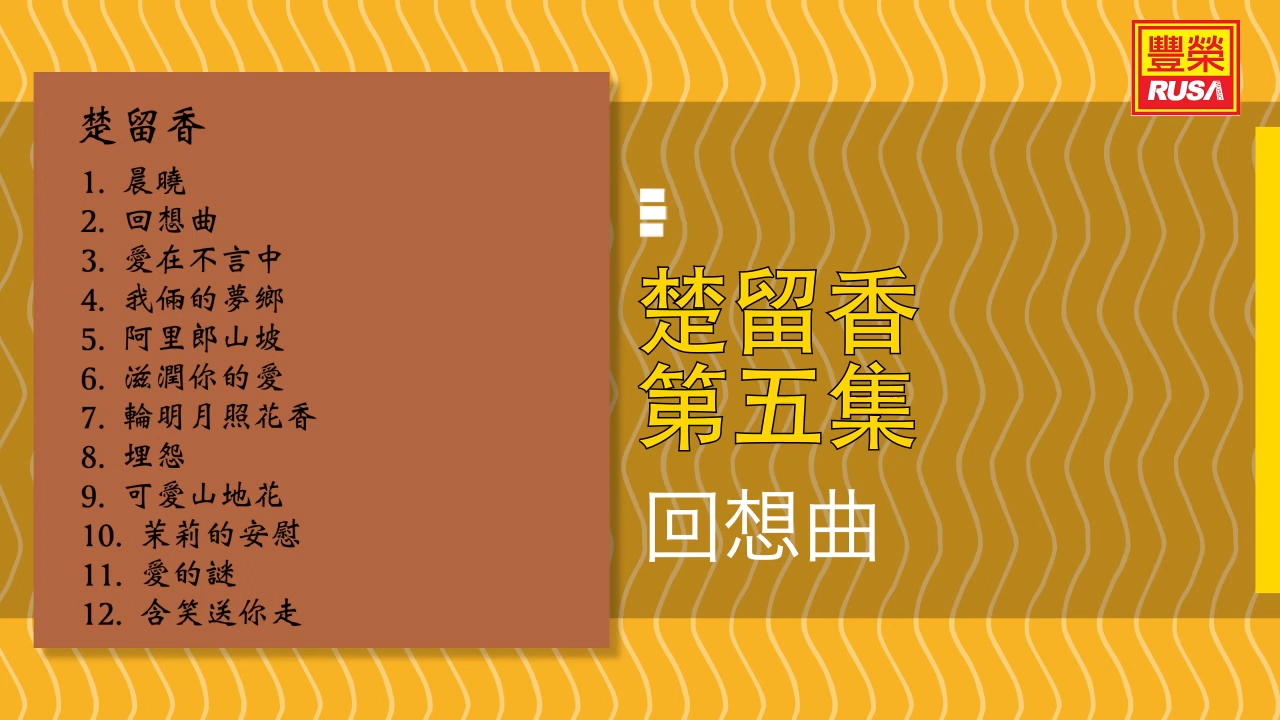 豐榮
RUSA
楚留香
1. 晨曉
2. 回想曲
3. 愛在不言中
4. 我倆的夢鄉
5. 阿里郎山坡
6. 滋潤你的愛
7. 輪明月照花香
8. 埋怨
9. 可愛山地花
10. 茉莉的安慰
11. 愛的謎
12. 含笑送你走
楚留香
第五集
回想曲